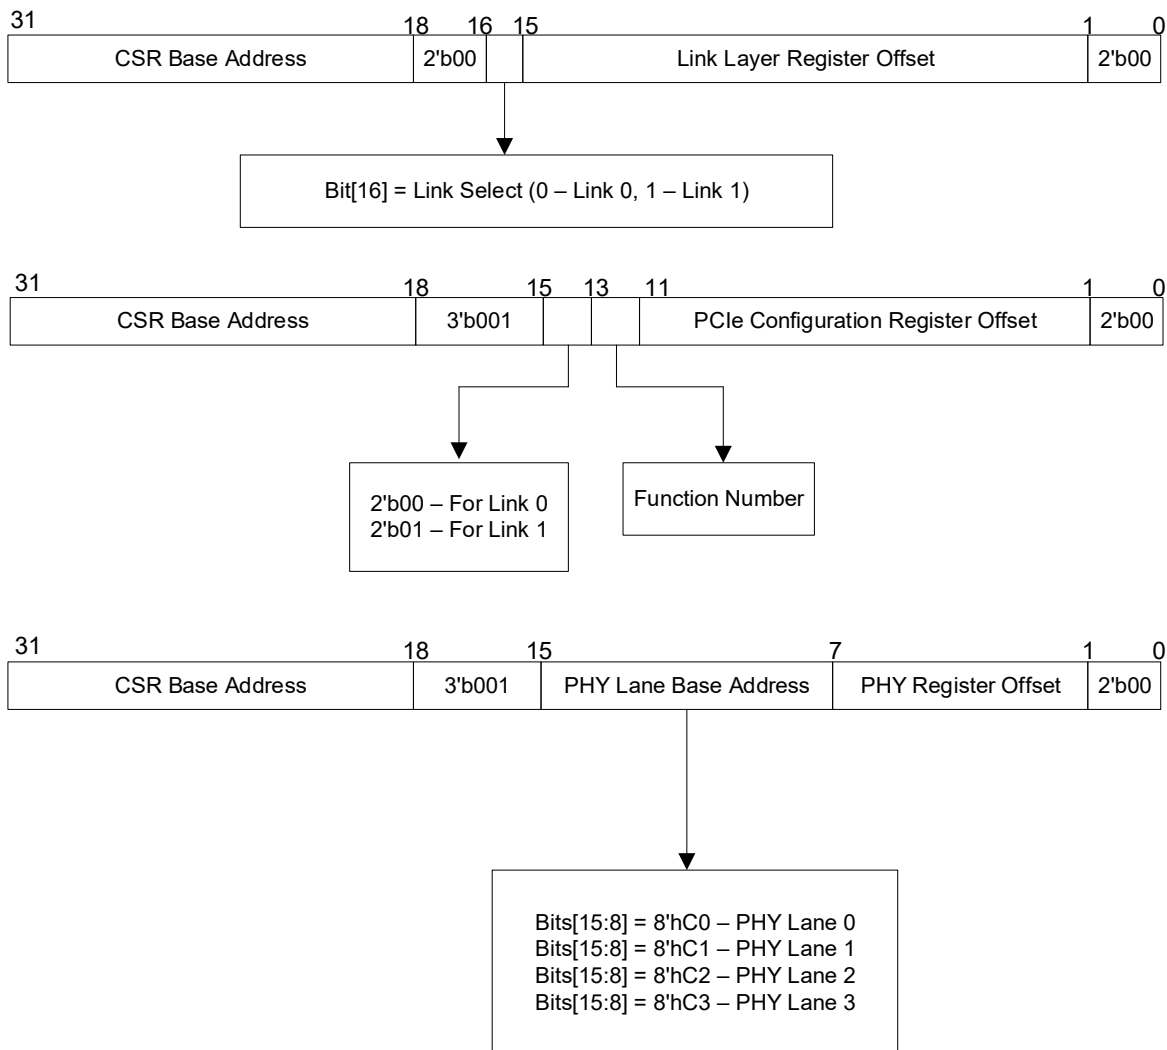 31 18 16 15 1 0
CSR Base Address 2'b00 Link Layer Register Offset 2'b00
Bit[16] = Link Select (0 – Link 0, 1 – Link 1)
31 18 15 13 11 1 0
CSR Base Address 3'b001 PCIe Configuration Register Offset 2'b00
2'b00 – For Link 0
2'b01 – For Link 1
Function Number
31 18 15 7 1 0
CSR Base Address 3'b001 PHY Lane Base Address PHY Register Offset 2'b00
Bits[15:8] = 8'hC0 – PHY Lane 0
Bits[15:8] = 8'hC1 – PHY Lane 1
Bits[15:8] = 8'hC2 – PHY Lane 2
Bits[15:8] = 8'hC3 – PHY Lane 3